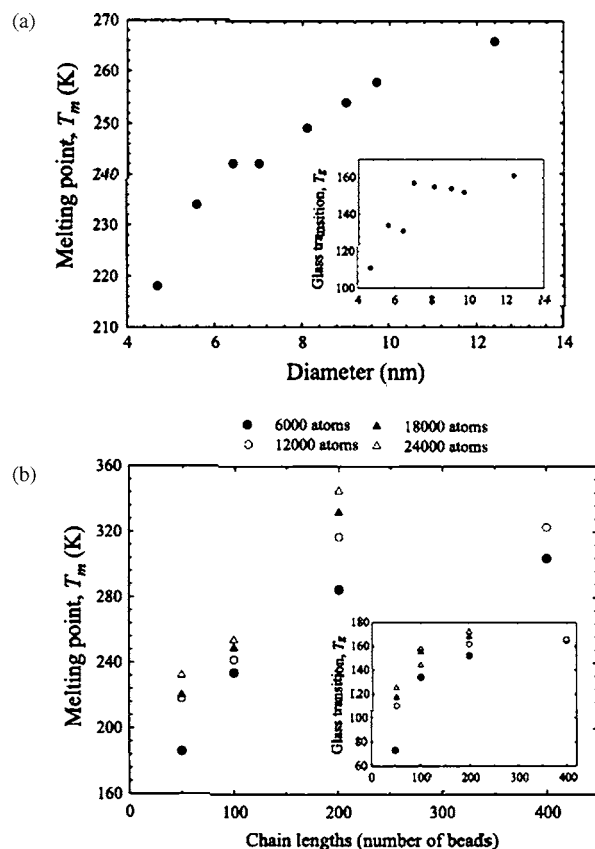 (a)
270
260
250
240
230
220
210
Melting point, Tm (K)
4 6 8 10 12 14
Diameter (nm)
160
140
120
100
Glass transition, Tg
4 6 8 10 12 14
● 6000 atoms ▲ 18000 atoms
○ 12000 atoms △ 24000 atoms
(b)
360
320
280
240
200
160
Melting point, Tm (K)
0 100 200 300 400
Chain lengths (number of beads)
180
160
140
120
100
80
60
Glass transition, Tg
0 100 200 300 400